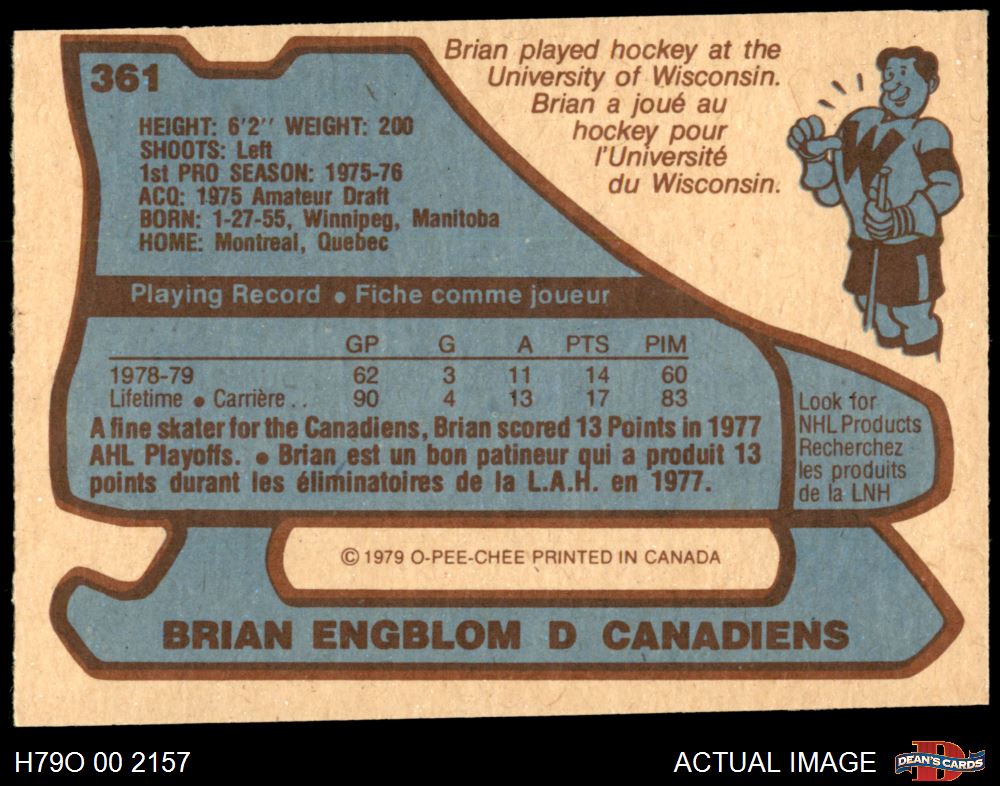 361
HEIGHT: 6'2" WEIGHT: 200
SHOOTS: Left
1st PRO SEASON: 1975-76
ACQ: 1975 Amateur Draft
BORN: 1-27-55, Winnipeg, Manitoba
HOME: Montreal, Quebec
Brian played hockey at the
University of Wisconsin.
Brian a joué au
hockey pour
l'Université
du Wisconsin.
W
Playing Record • Fiche comme joueur
GP G A PTS PIM
1978-79 62 3 11 14 60
Lifetime • Carrière . . 90 4 13 17 83
A fine skater for the Canadiens, Brian scored 13 Points in 1977
AHL Playoffs. • Brian est un bon patineur qui a produit 13
points durant les éliminatoires de la L.A.H. en 1977.
Look for
NHL Products
Recherchez
les produits
de la LNH
© 1979 O-PEE-CHEE PRINTED IN CANADA
BRIAN ENGBLOM D CANADIENS
H79O 00 2157
ACTUAL IMAGE
D
DEAN'S CARDS